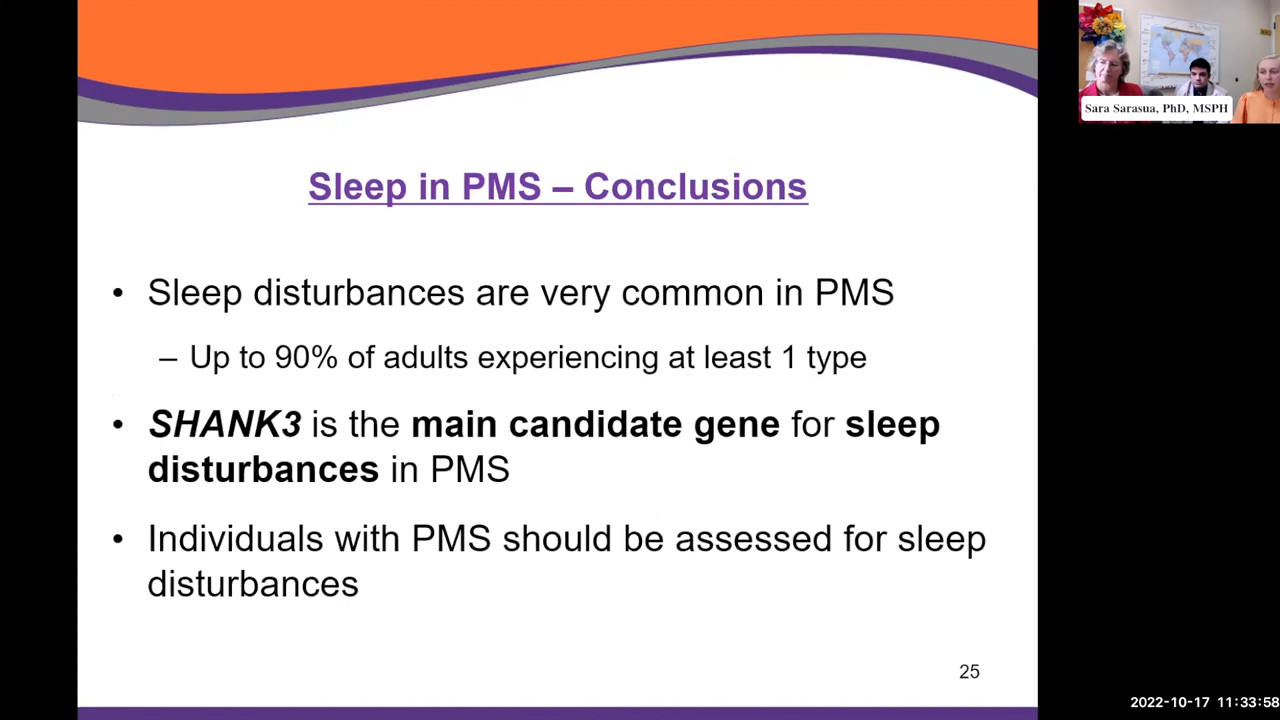 Sara Sarasua, PhD, MSPH
Sleep in PMS – Conclusions
• Sleep disturbances are very common in PMS
– Up to 90% of adults experiencing at least 1 type
• SHANK3 is the main candidate gene for sleep
disturbances in PMS
• Individuals with PMS should be assessed for sleep
disturbances
25
2022-10-17 11:33:58